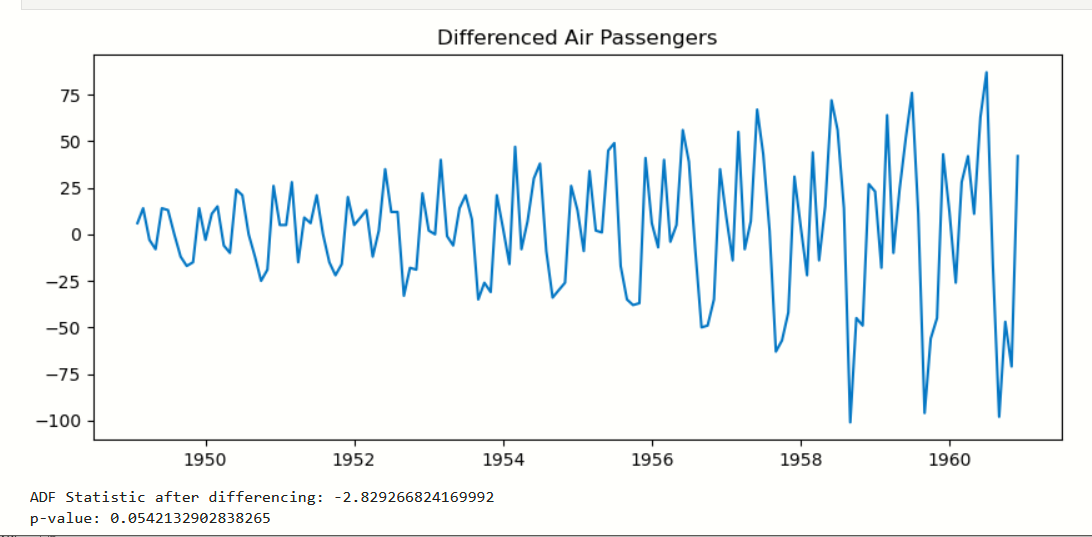 Differenced Air Passengers
75
50
25
0
−25
−50
−75
−100
1950 1952 1954 1956 1958 1960
ADF Statistic after differencing: -2.829266824169992
p-value: 0.0542132902838265